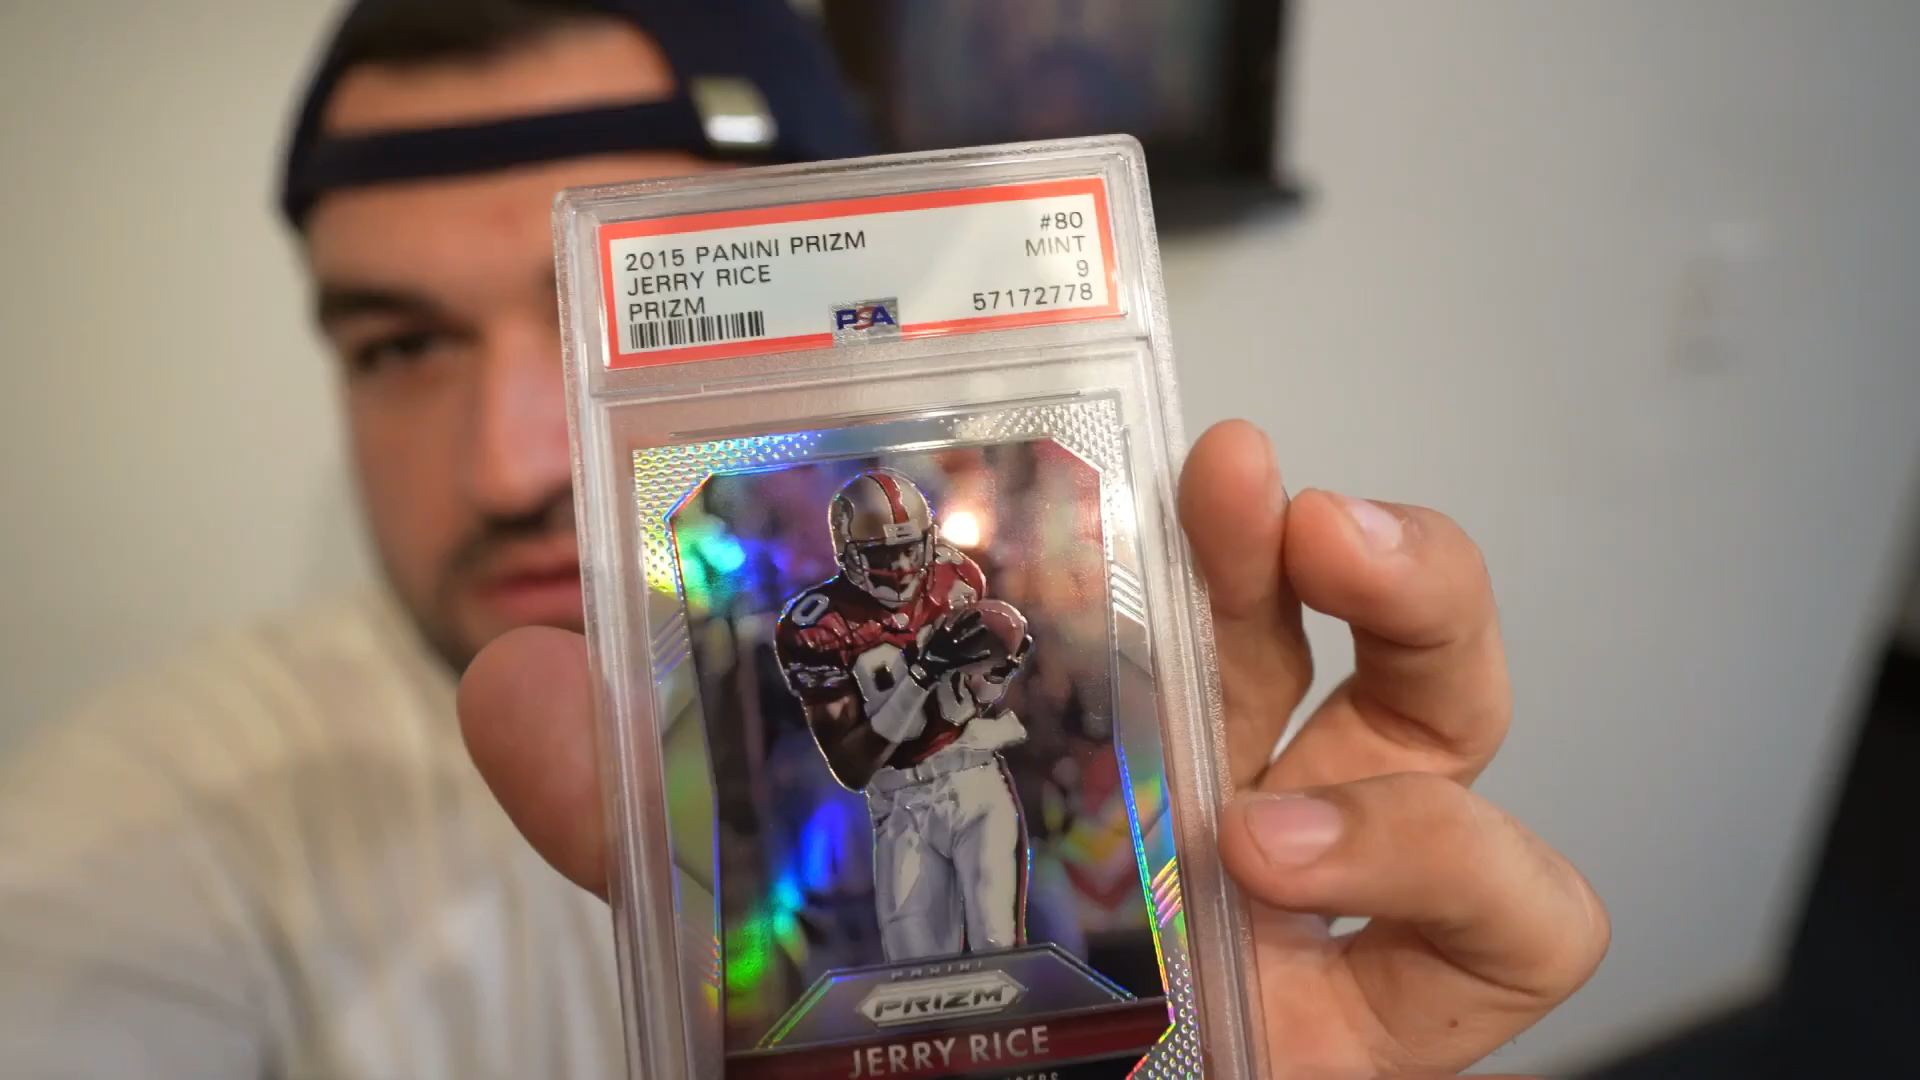 2015 PANINI PRIZM #80
JERRY RICE MINT
PRIZM 9
PSA 57172778
PANINI
PRIZM
JERRY RICE